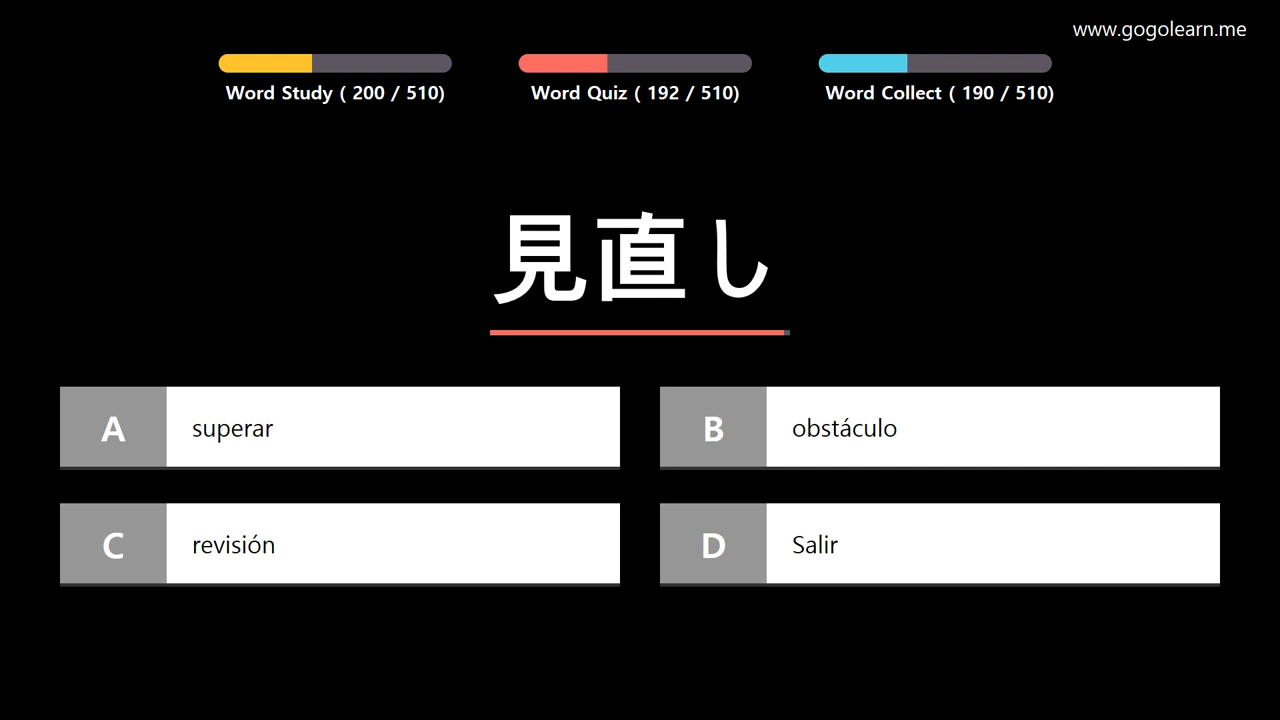 www.gogolearn.me
Word Study ( 200 / 510)
Word Quiz ( 192 / 510)
Word Collect ( 190 / 510)
見直し
A superar
B obstáculo
C revisión
D Salir